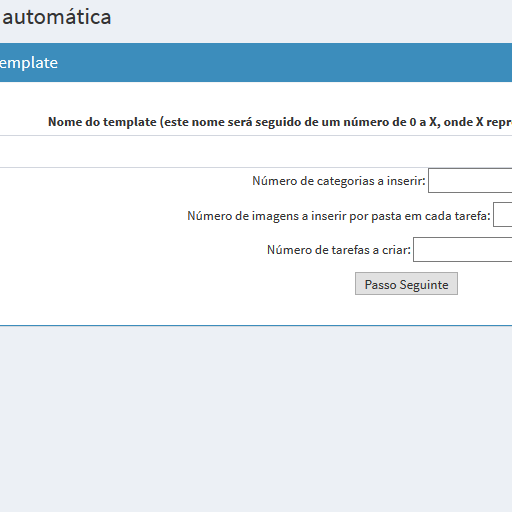 automática
emplate
Nome do template (este nome será seguido de um número de 0 a X, onde X repr
Número de categorias a inserir:
Número de imagens a inserir por pasta em cada tarefa:
Número de tarefas a criar:
Passo Seguinte